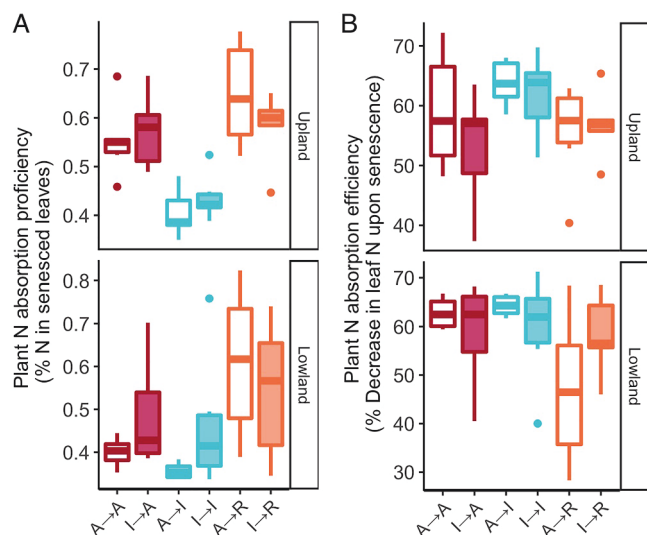 A
Plant N absorption proficiency
(% N in senesced leaves)
0.7
0.6
0.5
0.4
Upland
0.8
0.7
0.6
0.5
0.4
Lowland
A→A
I→A
A→I
I→I
A→R
I→R
B
Plant N absorption efficiency
(% Decrease in leaf N upon senescence)
70
60
50
40
Upland
70
60
50
40
30
Lowland
A→A
I→A
A→I
I→I
A→R
I→R